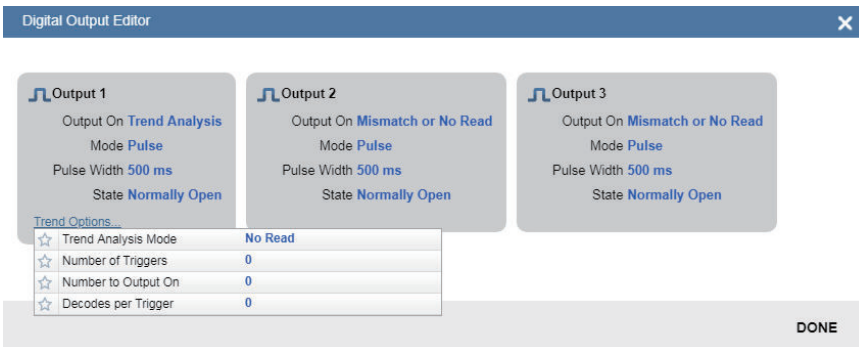 Digital Output Editor
Output 1
Output On Trend Analysis
Mode Pulse
Pulse Width 500 ms
State Normally Open
Trend Options...
Trend Analysis Mode No Read
Number of Triggers 0
Number to Output On 0
Decodes per Trigger 0
Output 2
Output On Mismatch or No Read
Mode Pulse
Pulse Width 500 ms
State Normally Open
Output 3
Output On Mismatch or No Read
Mode Pulse
Pulse Width 500 ms
State Normally Open
DONE